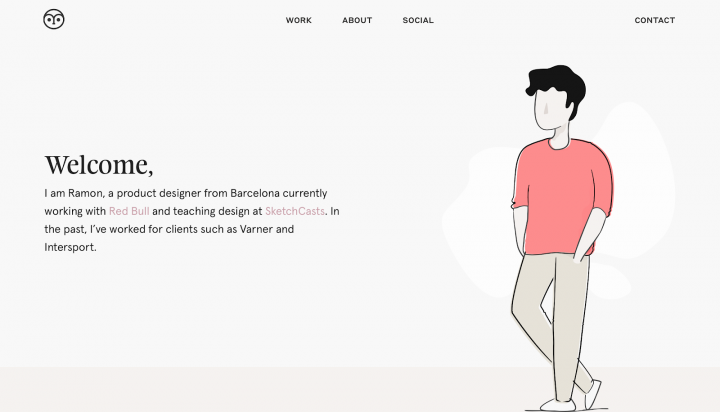 WORK
ABOUT
SOCIAL
CONTACT
Welcome,
I am Ramon, a product designer from Barcelona currently
working with Red Bull and teaching design at SketchCasts. In
the past, I’ve worked for clients such as Varner and
Intersport.